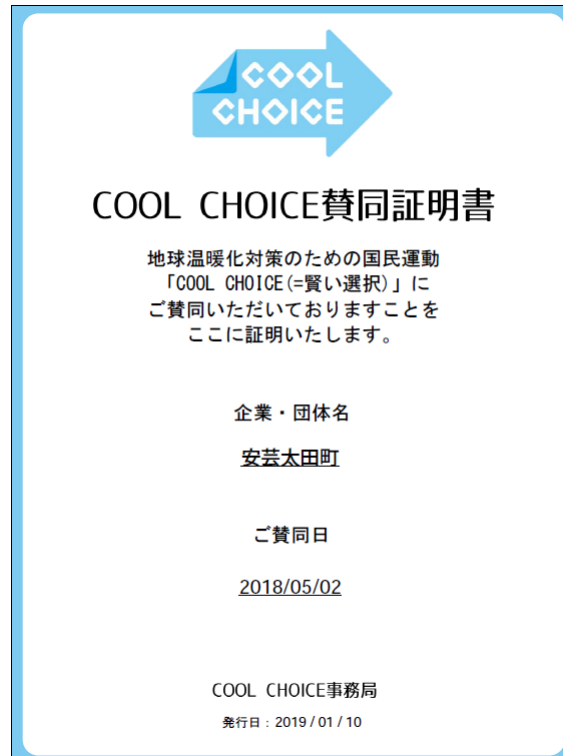 COOL
CHOICE
COOL CHOICE賛同証明書
地球温暖化対策のための国民運動
「COOL CHOICE(=賢い選択)」に
ご賛同いただいておりますことを
ここに証明いたします。
企業・団体名
安芸太田町
ご賛同日
2018/05/02
COOL CHOICE事務局
発行日：2019 / 01 / 10